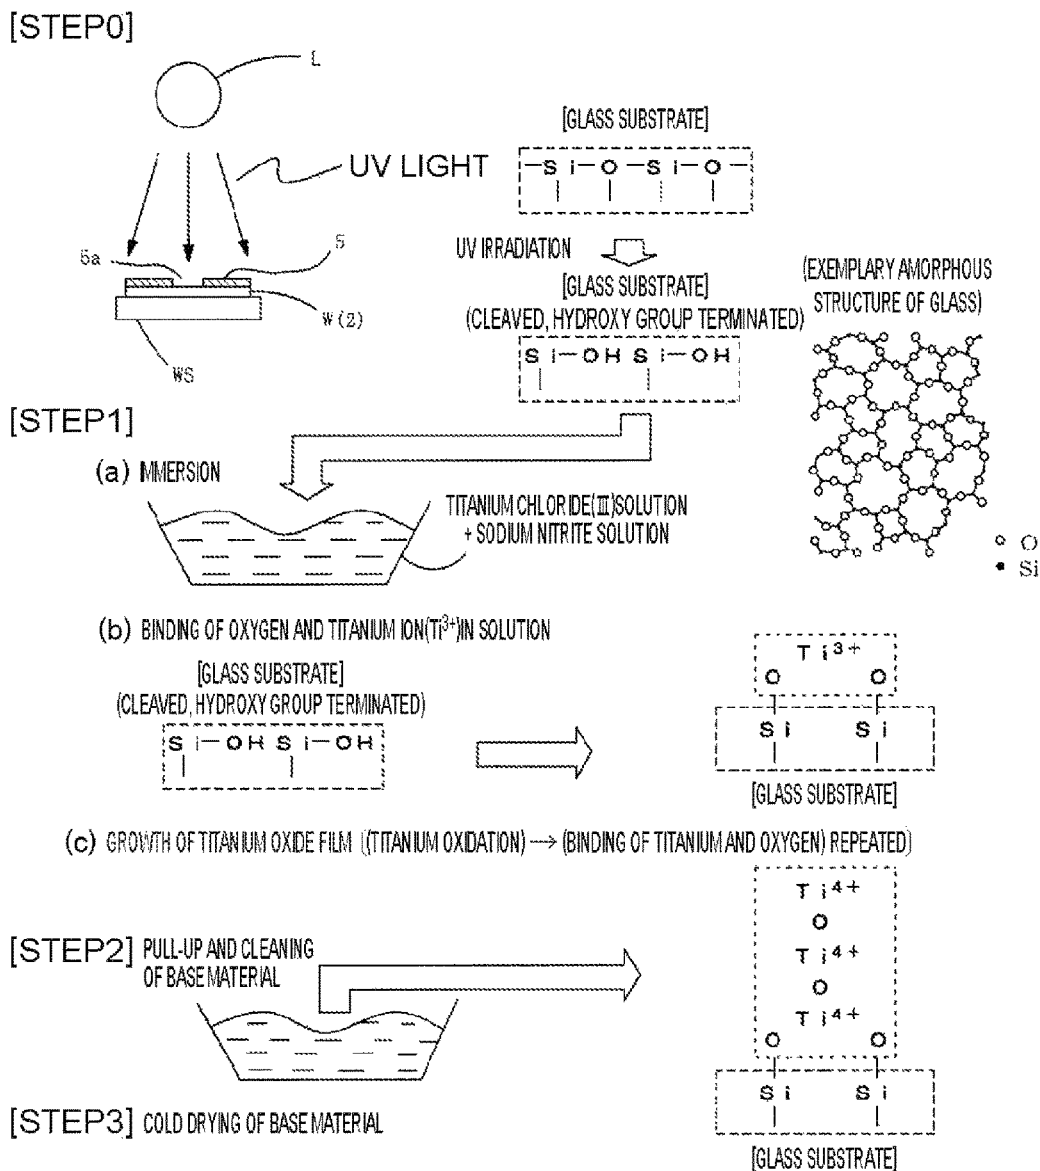 [STEP0]
L
UV LIGHT
5a
5
W(2)
WS
[GLASS SUBSTRATE]
—Si—O—Si—O—
UV IRRADIATION
[GLASS SUBSTRATE]
(CLEAVED, HYDROXY GROUP TERMINATED)
Si—OH Si—OH
(EXEMPLARY AMORPHOUS
STRUCTURE OF GLASS)
O
Si
[STEP1]
(a) IMMERSION
TITANIUM CHLORIDE(III)SOLUTION
+ SODIUM NITRITE SOLUTION
(b) BINDING OF OXYGEN AND TITANIUM ION(Ti³⁺)IN SOLUTION
[GLASS SUBSTRATE]
(CLEAVED, HYDROXY GROUP TERMINATED)
Si—OH Si—OH
Ti³⁺
O O
Si Si
[GLASS SUBSTRATE]
(c) GROWTH OF TITANIUM OXIDE FILM [(TITANIUM OXIDATION) → (BINDING OF TITANIUM AND OXYGEN) REPEATED]
[STEP2] PULL-UP AND CLEANING
OF BASE MATERIAL
Ti⁴⁺
O
Ti⁴⁺
O
Ti⁴⁺
O O
Si Si
[GLASS SUBSTRATE]
[STEP3] COLD DRYING OF BASE MATERIAL